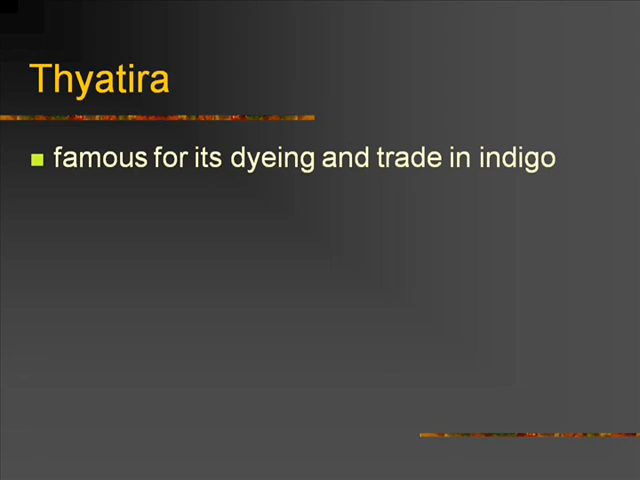 Thyatira
famous for its dyeing and trade in indigo